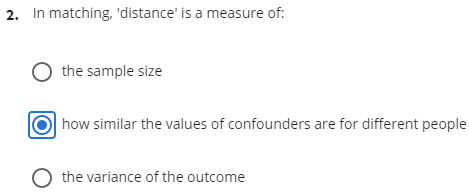 2. In matching, 'distance' is a measure of:
the sample size
how similar the values of confounders are for different people
the variance of the outcome